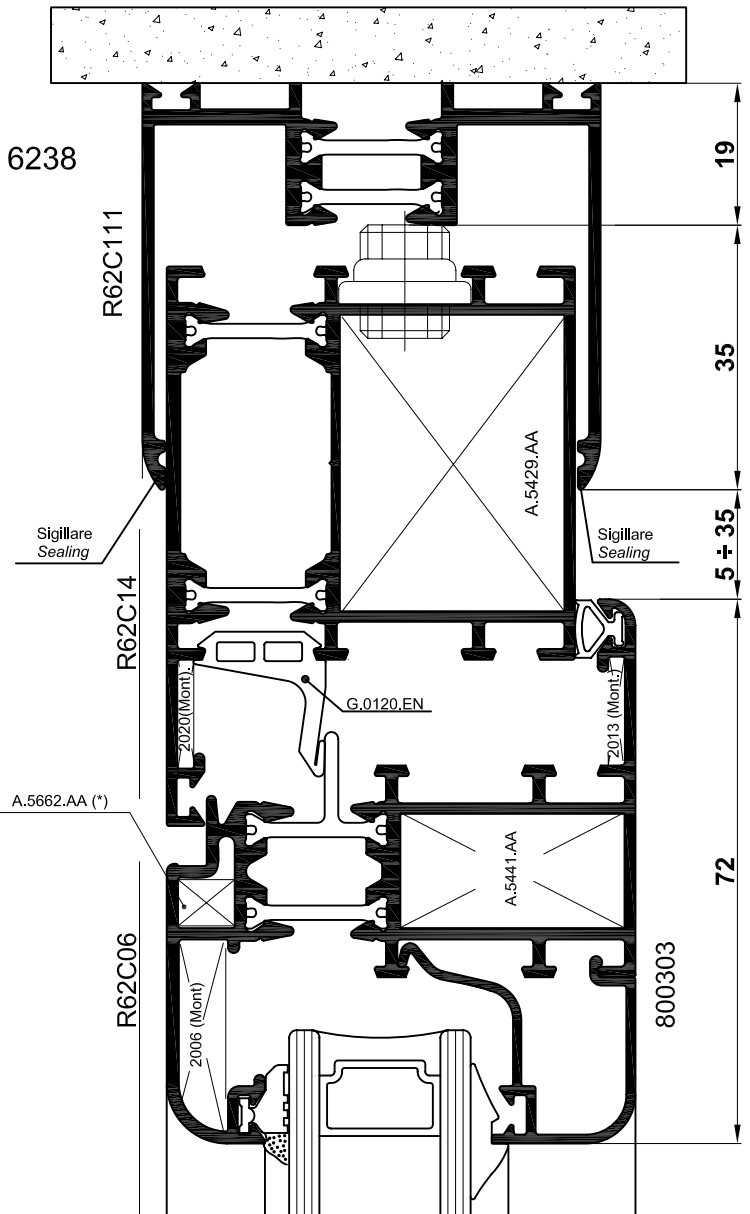 6238
19
R62C111
35
A.5429.AA
Sigillare
Sealing
Sigillare
Sealing
5 ÷ 35
R62C14
2020(Mont).
G.0120.EN
2013 (Mont.)
A.5662.AA (*)
A.5441.AA
72
R62C06
2006 (Mont)
800303